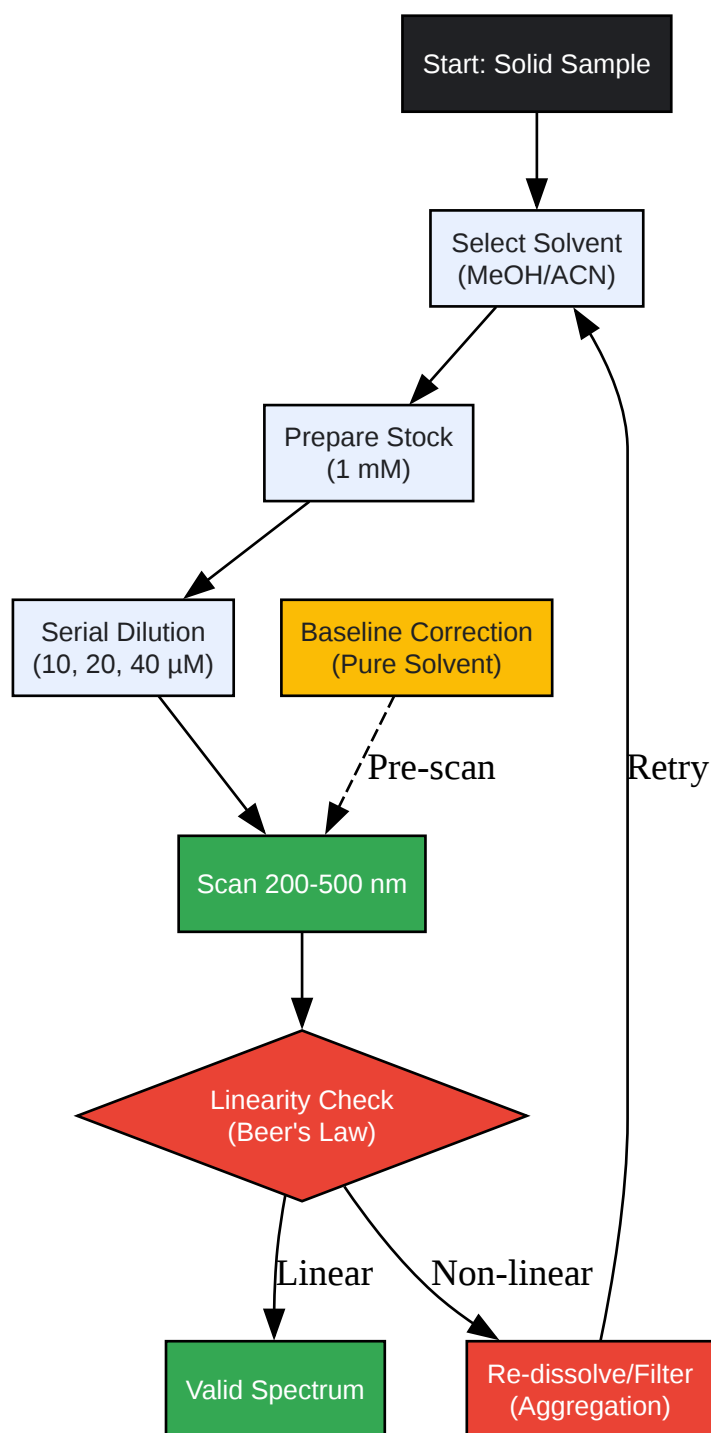 Start: Solid Sample
Select Solvent
(MeOH/ACN)
Prepare Stock
(1 mM)
Serial Dilution
(10, 20, 40 µM)
Baseline Correction
(Pure Solvent)
Pre-scan
Retry
Scan 200-500 nm
Linearity Check
(Beer's Law)
Linear
Non-linear
Valid Spectrum
Re-dissolve/Filter
(Aggregation)